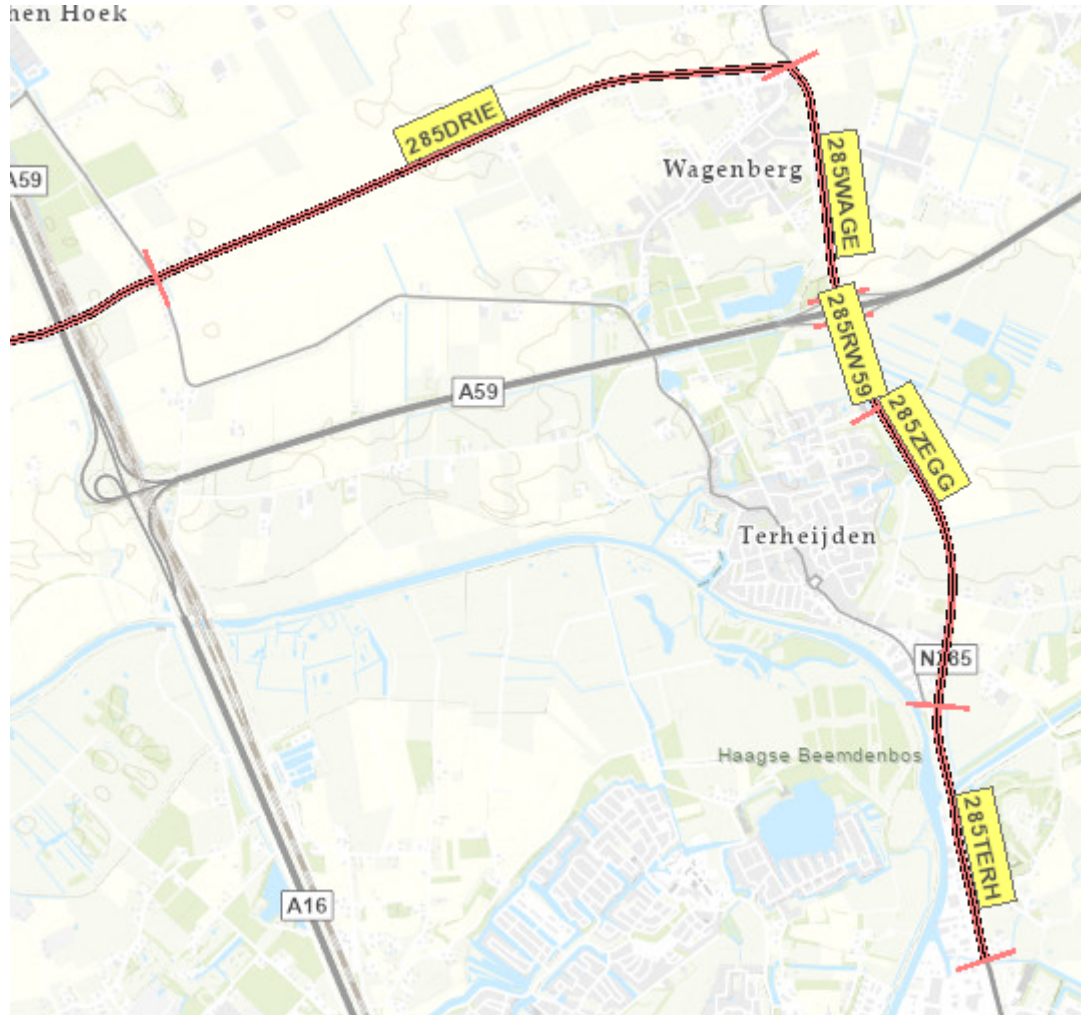 hen Hoek
285DRIE
Wagenberg
285WAGE
A59
285RW59
A59
285ZEGG
Terheijden
N285
Haagse Beemdenbos
285TERH
A16